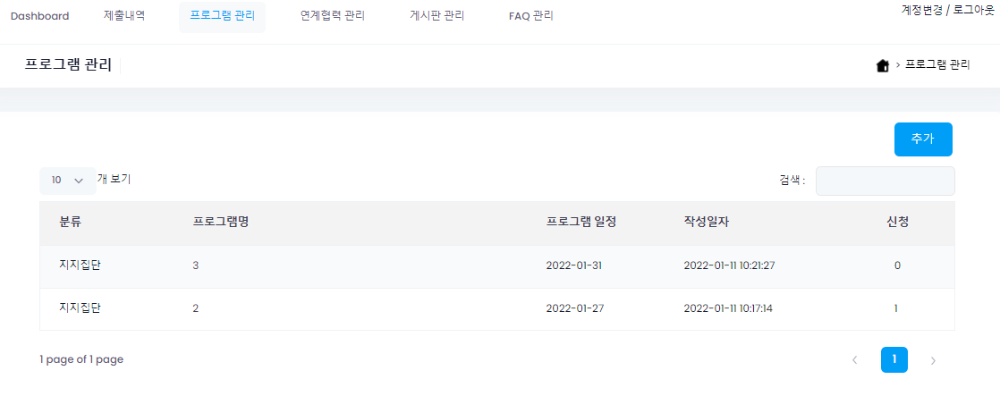 Dashboard 제출내역 프로그램 관리 연계협력 관리 게시판 관리 FAQ 관리 계정변경 / 로그아웃
프로그램 관리 > 프로그램 관리
추가
10 개 보기 검색 :
분류 프로그램명 프로그램 일정 작성일자 신청
지지집단 3 2022-01-31 2022-01-11 10:21:27 0
지지집단 2 2022-01-27 2022-01-11 10:17:14 1
1 page of 1 page < 1 >